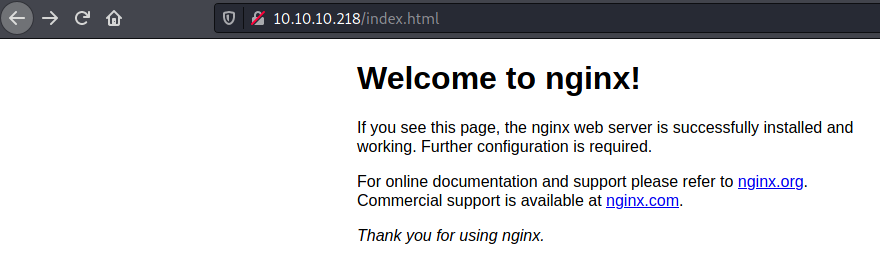 10.10.10.218/index.html
Welcome to nginx!
If you see this page, the nginx web server is successfully installed and
working. Further configuration is required.
For online documentation and support please refer to nginx.org.
Commercial support is available at nginx.com.
Thank you for using nginx.